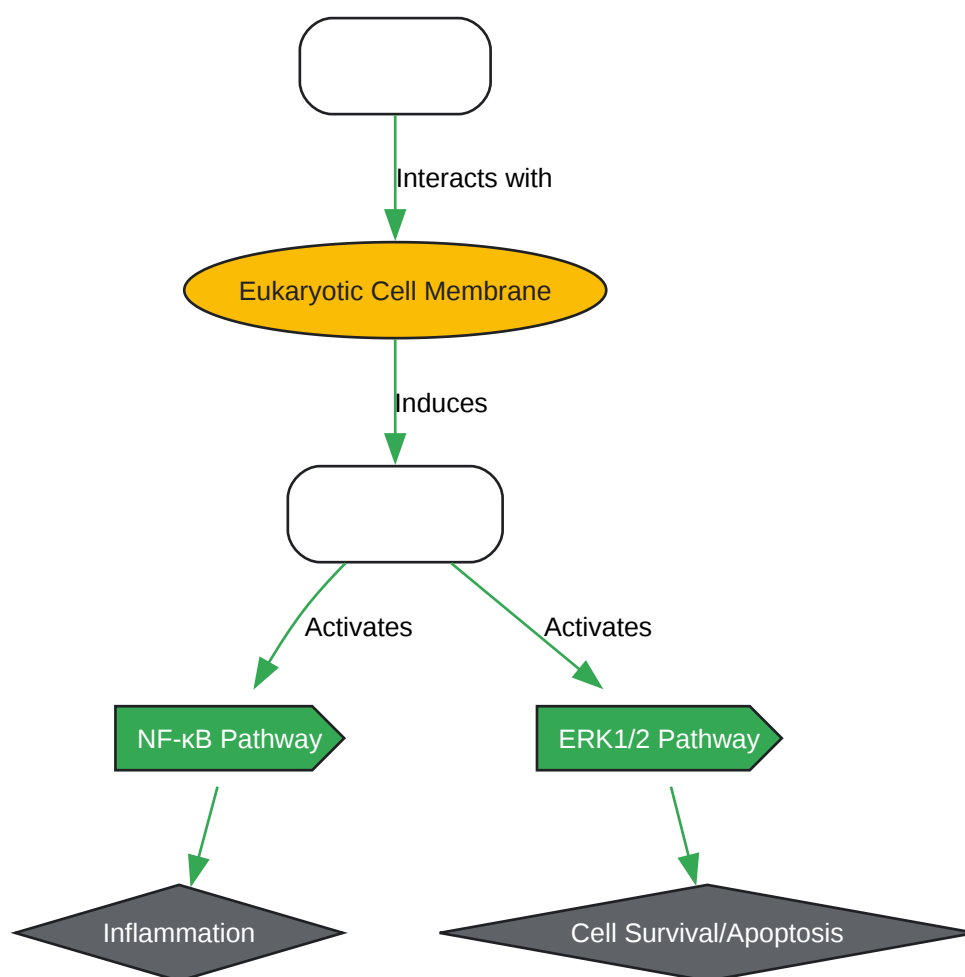 Interacts with
Eukaryotic Cell Membrane
Induces
Activates
Activates
NF-κB Pathway
ERK1/2 Pathway
Inflammation
Cell Survival/Apoptosis